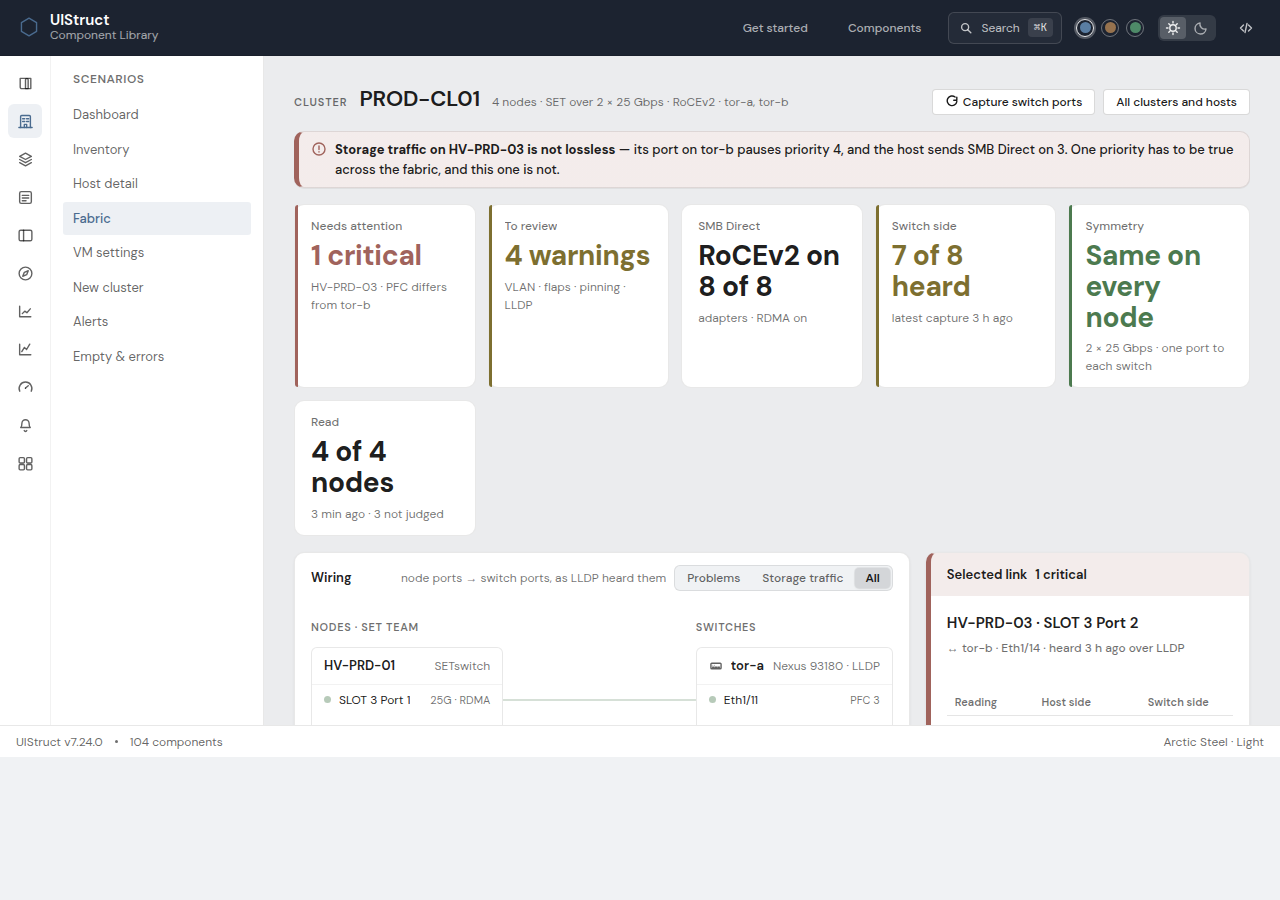 UIStruct
Component Library
Get started
Components
Search ⌘K
SCENARIOS
Dashboard
Inventory
Host detail
Fabric
VM settings
New cluster
Alerts
Empty & errors
CLUSTER PROD-CL01 4 nodes · SET over 2 × 25 Gbps · RoCEv2 · tor-a, tor-b
Capture switch ports
All clusters and hosts
Storage traffic on HV-PRD-03 is not lossless — its port on tor-b pauses priority 4, and the host sends SMB Direct on 3. One priority has to be true
across the fabric, and this one is not.
Needs attention
1 critical
HV-PRD-03 · PFC differs
from tor-b
To review
4 warnings
VLAN · flaps · pinning ·
LLDP
SMB Direct
RoCEv2 on
8 of 8
adapters · RDMA on
Switch side
7 of 8
heard
latest capture 3 h ago
Symmetry
Same on
every
node
2 × 25 Gbps · one port to
each switch
Read
4 of 4
nodes
3 min ago · 3 not judged
Wiring
node ports → switch ports, as LLDP heard them
Problems
Storage traffic
All
NODES · SET TEAM
SWITCHES
HV-PRD-01 SETswitch
SLOT 3 Port 1 25G · RDMA
tor-a Nexus 93180 · LLDP
Eth1/11 PFC 3
Selected link 1 critical
HV-PRD-03 · SLOT 3 Port 2
↔ tor-b · Eth1/14 · heard 3 h ago over LLDP
Reading Host side Switch side
UIStruct v7.24.0 • 104 components
Arctic Steel · Light